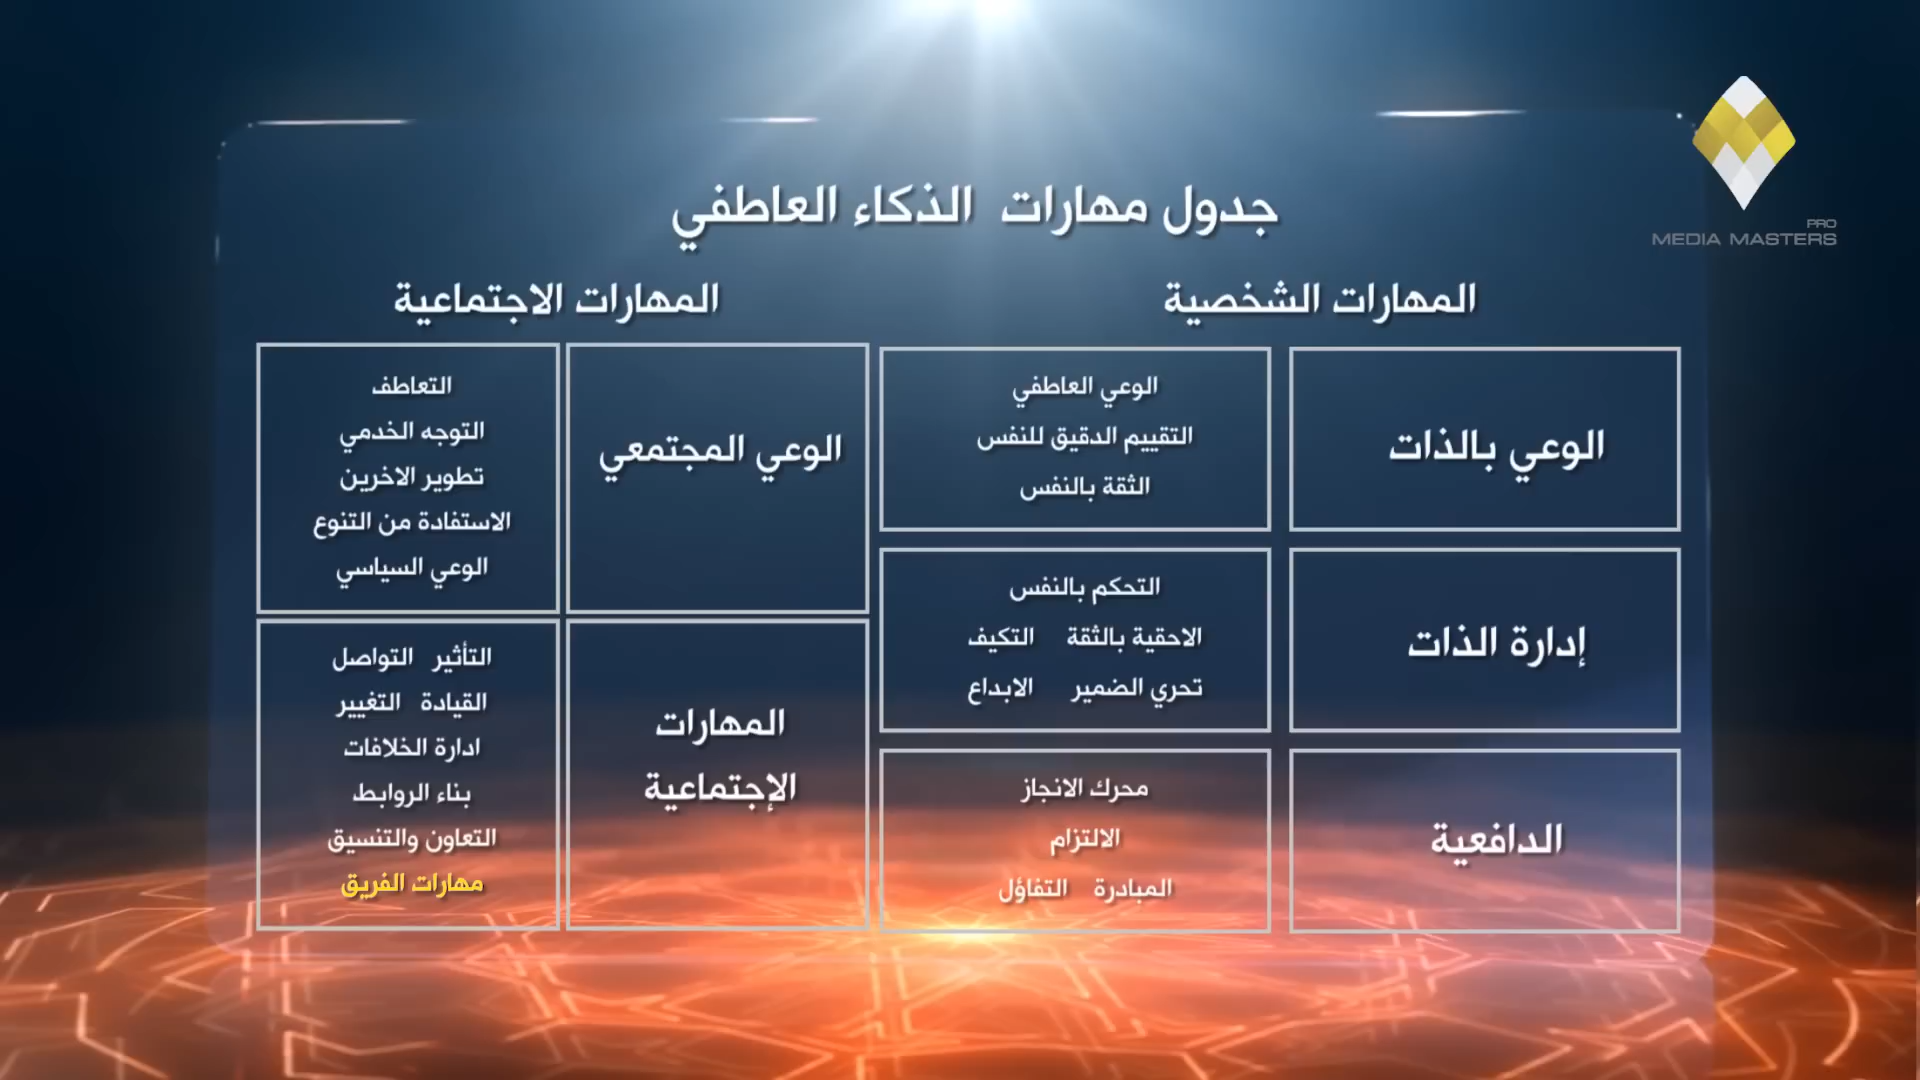 PRO
MEDIA MASTERS
جدول مهارات الذكاء العاطفي
المهارات الشخصية
الوعي بالذات
الوعي العاطفي
التقييم الدقيق للنفس
الثقة بالنفس
إدارة الذات
التحكم بالنفس
الاحقية بالثقة التكيف
تحري الضمير الابداع
الدافعية
محرك الانجاز
الالتزام
المبادرة التفاؤل
المهارات الاجتماعية
الوعي المجتمعي
التعاطف
التوجه الخدمي
تطوير الاخرين
الاستفادة من التنوع
الوعي السياسي
المهارات
الإجتماعية
التأثير التواصل
القيادة التغيير
ادارة الخلافات
بناء الروابط
التعاون والتنسيق
مهارات الفريق